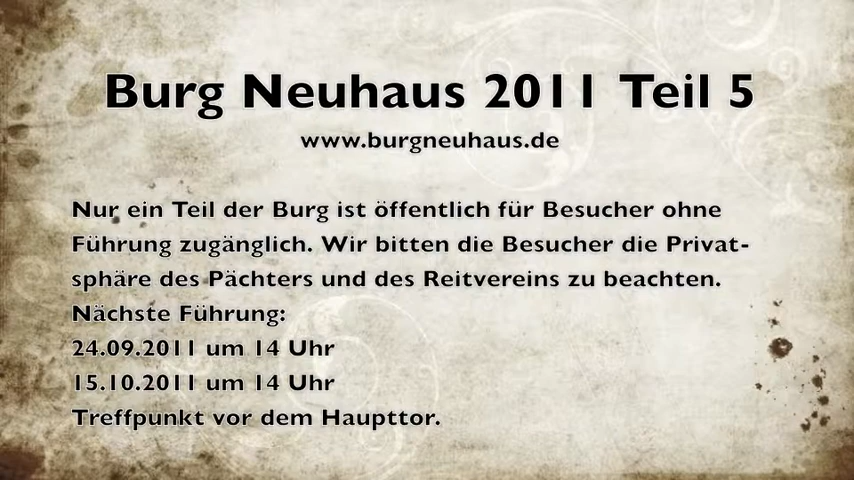 Burg Neuhaus 2011 Teil 5
www.burgneuhaus.de
Nur ein Teil der Burg ist öffentlich für Besucher ohne
Führung zugänglich. Wir bitten die Besucher die Privat-
sphäre des Pächters und des Reitvereins zu beachten.
Nächste Führung:
24.09.2011 um 14 Uhr
15.10.2011 um 14 Uhr
Treffpunkt vor dem Haupttor.